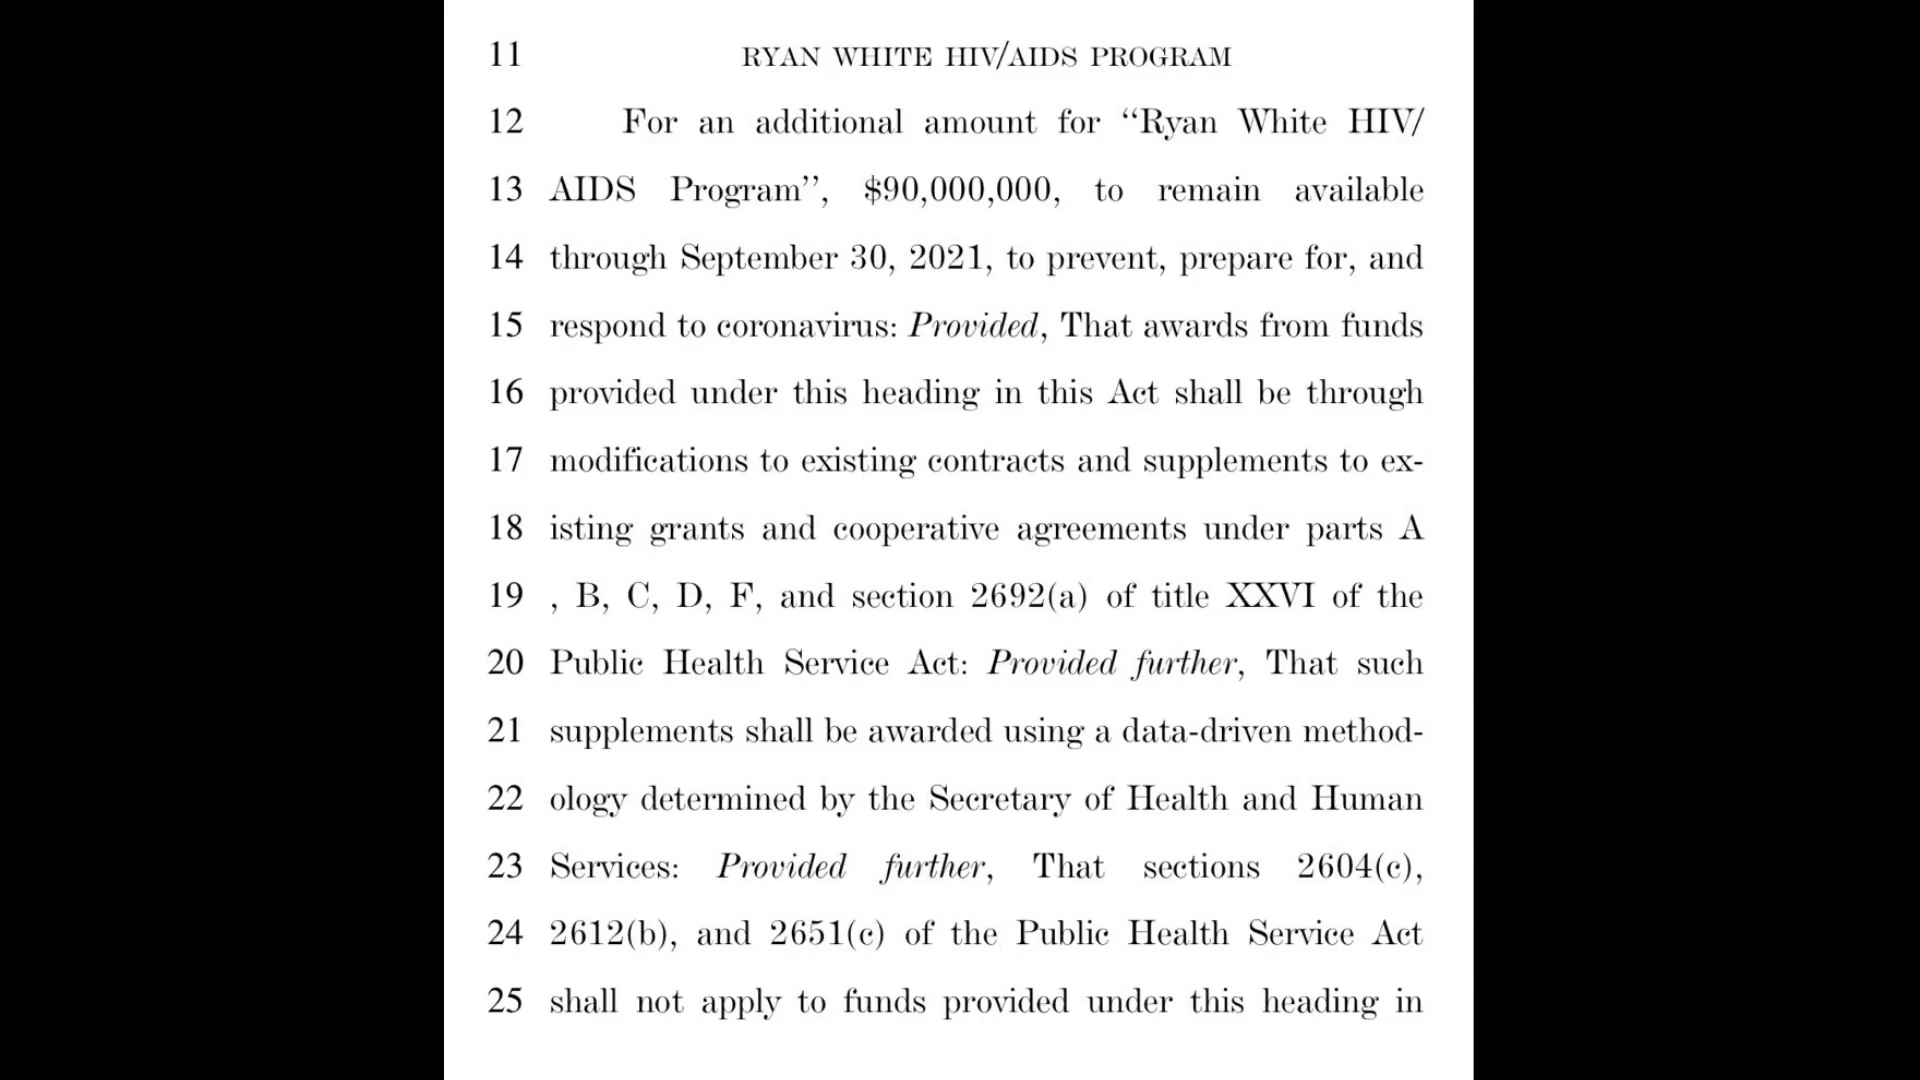 11 RYAN WHITE HIV/AIDS PROGRAM
12 For an additional amount for ‘‘Ryan White HIV/
13 AIDS Program’’, $90,000,000, to remain available
14 through September 30, 2021, to prevent, prepare for, and
15 respond to coronavirus: Provided, That awards from funds
16 provided under this heading in this Act shall be through
17 modifications to existing contracts and supplements to ex-
18 isting grants and cooperative agreements under parts A
19 , B, C, D, F, and section 2692(a) of title XXVI of the
20 Public Health Service Act: Provided further, That such
21 supplements shall be awarded using a data-driven method-
22 ology determined by the Secretary of Health and Human
23 Services: Provided further, That sections 2604(c),
24 2612(b), and 2651(c) of the Public Health Service Act
25 shall not apply to funds provided under this heading in